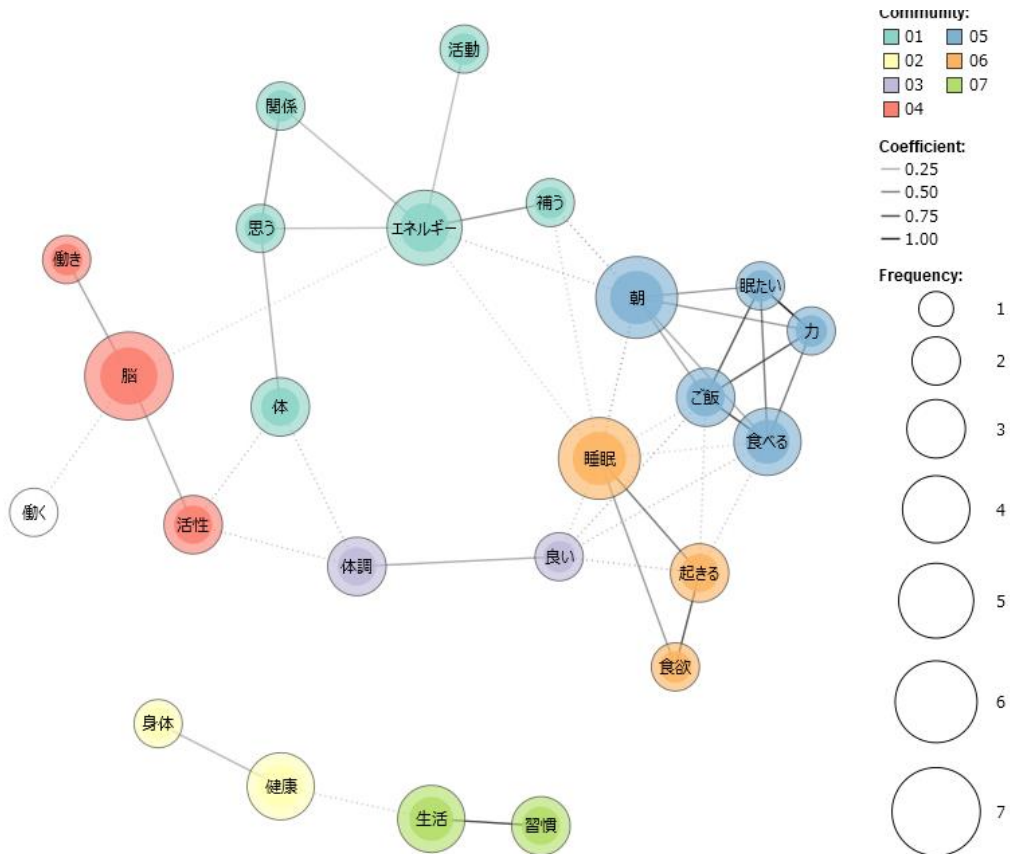 Community:
01 05
02 06
03 07
04
Coefficient:
0.25
0.50
0.75
1.00
Frequency:
1
2
3
4
5
6
7
活動
関係
補う
思う
エネルギー
働き
眠たい
朝
力
脳
ご飯
体
食べる
睡眠
働く
活性
体調
良い
起きる
食欲
身体
健康
生活
習慣